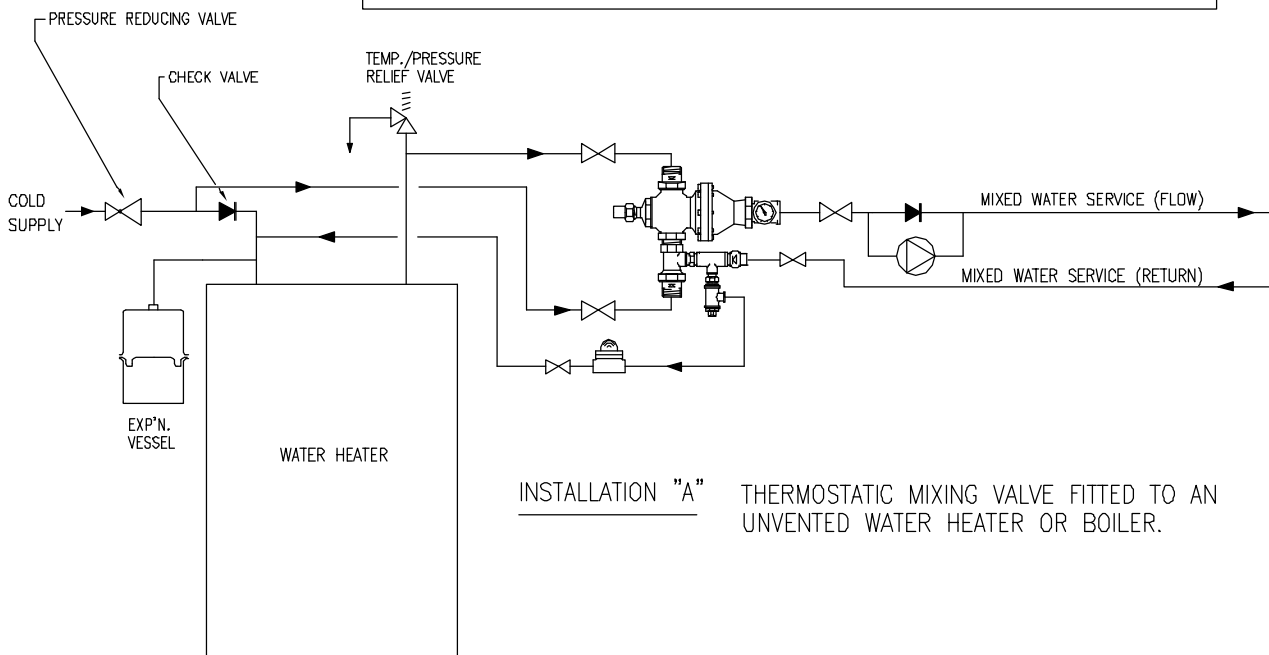 PRESSURE REDUCING VALVE
CHECK VALVE
TEMP./PRESSURE
RELIEF VALVE
COLD
SUPPLY
MIXED WATER SERVICE (FLOW)
MIXED WATER SERVICE (RETURN)
EXP'N.
VESSEL
WATER HEATER
INSTALLATION "A"
THERMOSTATIC MIXING VALVE FITTED TO AN
UNVENTED WATER HEATER OR BOILER.